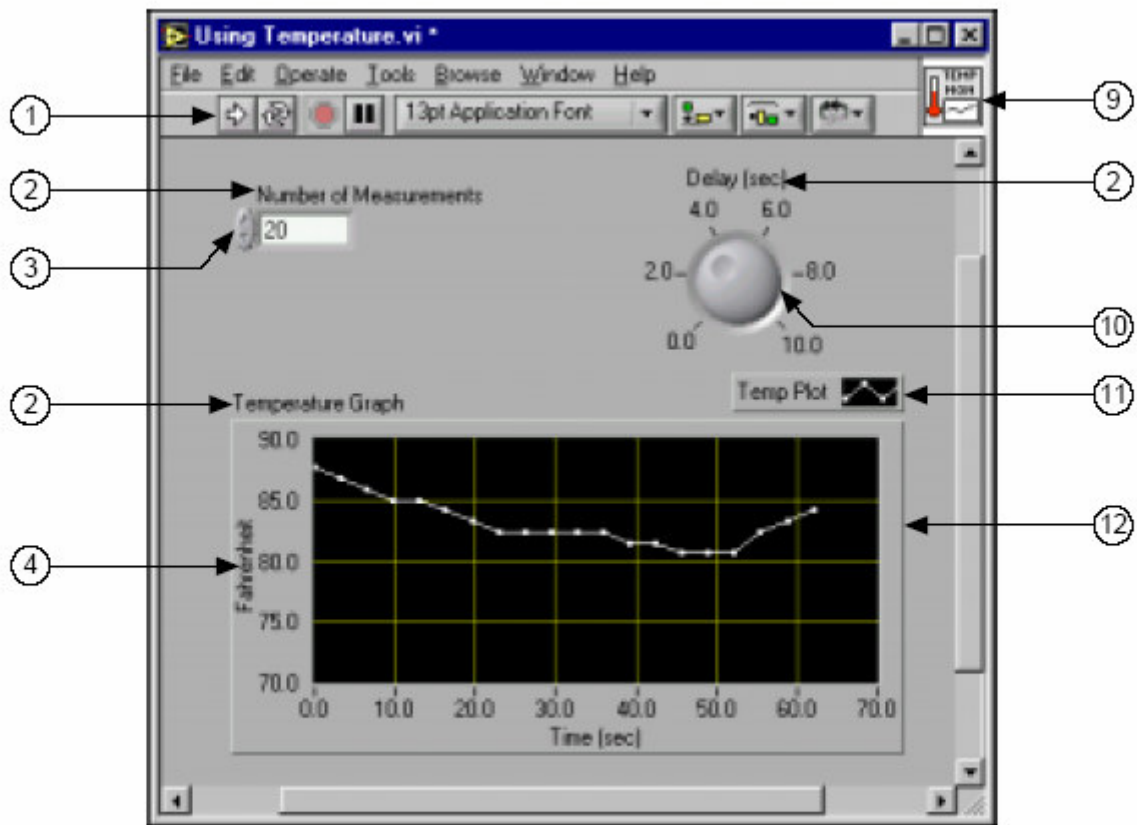 Using Temperature.vi *
File Edit Operate Tools Browse Window Help
TEMP
MON
1
13pt Application Font
9
2
Number of Measurements
Delay (sec)
2
3
20
4.0 6.0
2.0 8.0
0.0 10.0
10
Temp Plot
11
2
Temperature Graph
90.0
85.0
80.0
75.0
70.0
4
Fahrenheit
12
0.0 10.0 20.0 30.0 40.0 50.0 60.0 70.0
Time (sec)